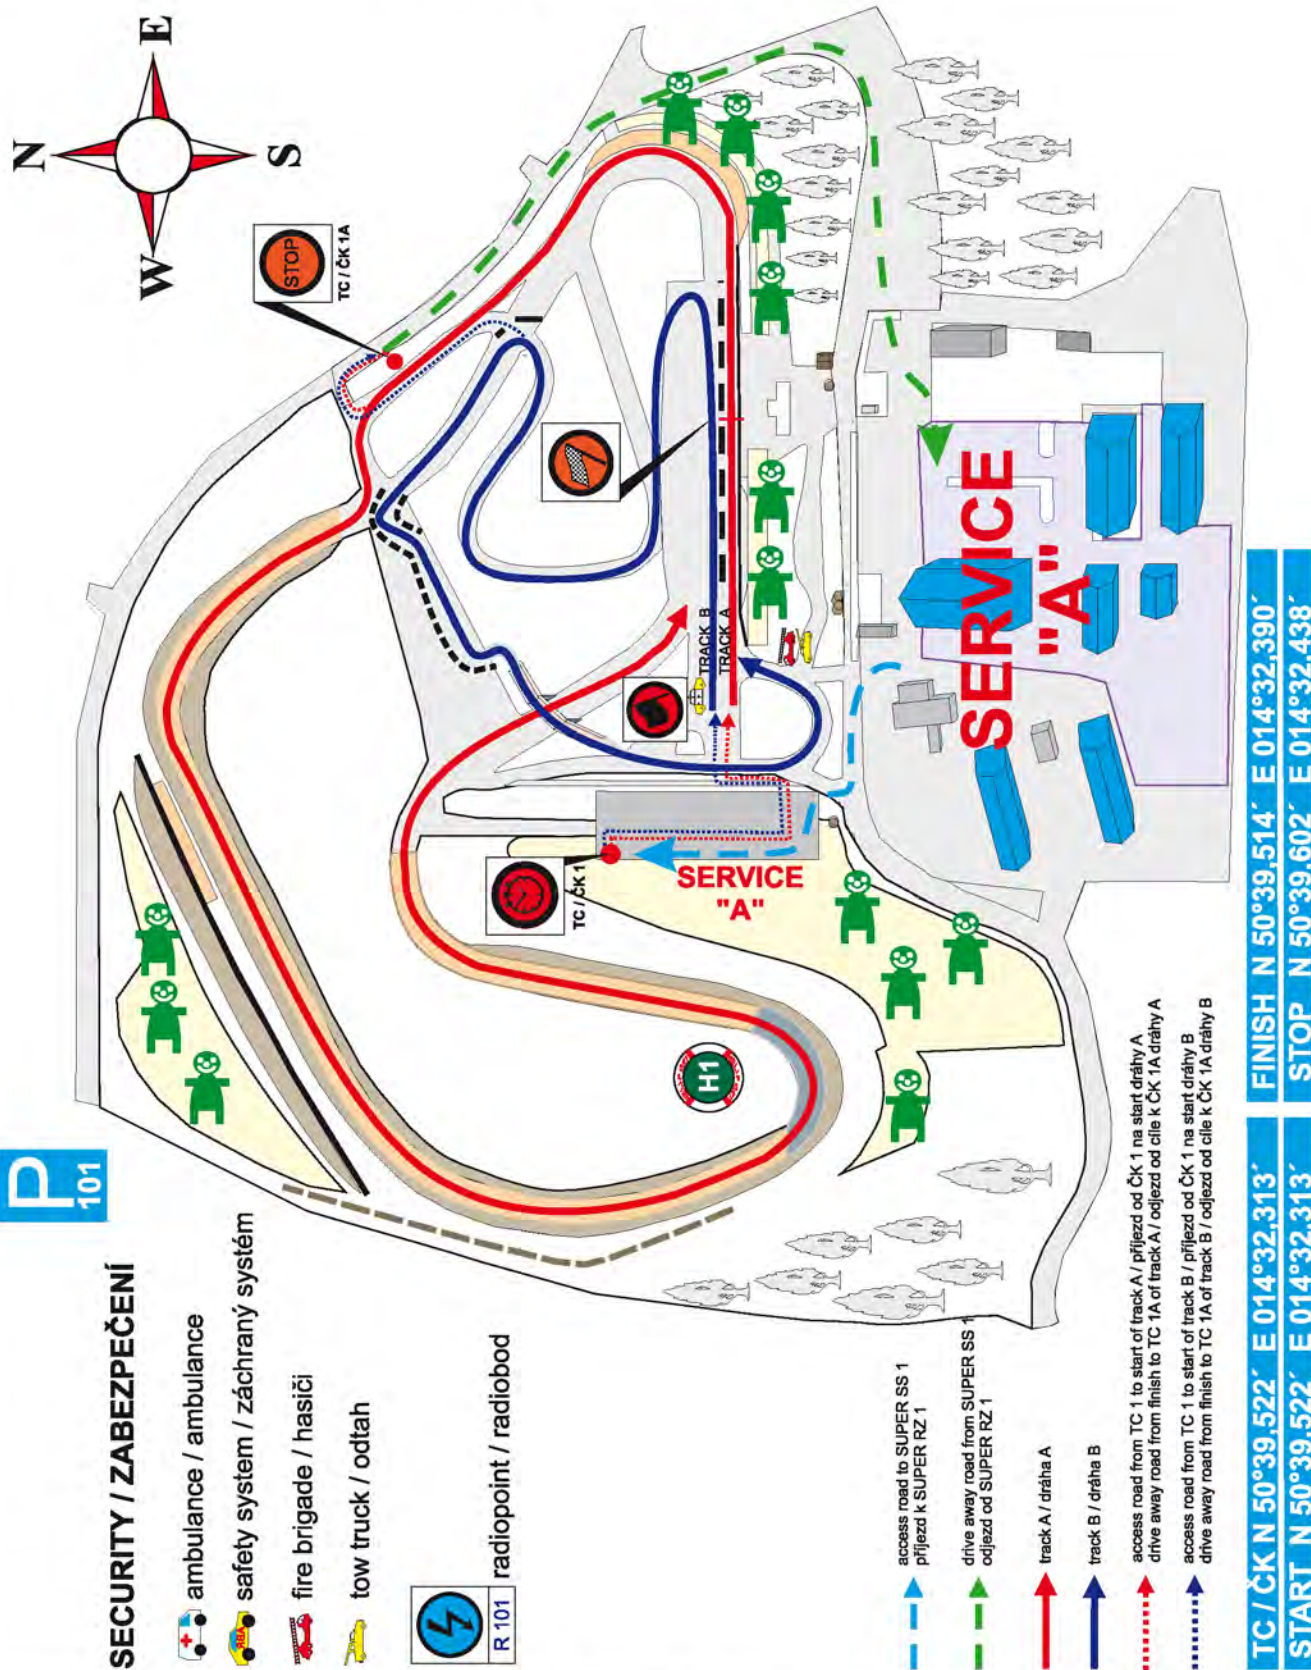 P
101
N
E
S
W
STOP
TC / ČK 1A
TRACK B
TRACK A
TC / ČK 1
SERVICE
"A"
SERVICE
"A"
H1
SECURITY / ZABEZPEČENÍ
ambulance / ambulance
safety system / záchraný systém
fire brigade / hasiči
tow truck / odtah
R 101
radiopoint / radiobod
access road to SUPER SS 1
příjezd k SUPER RZ 1
drive away road from SUPER SS 1
odjezd od SUPER RZ 1
track A / dráha A
track B / dráha B
access road from TC 1 to start of track A / příjezd od ČK 1 na start dráhy A
drive away road from finish to TC 1A of track A / odjezd od cíle k ČK 1A dráhy A
access road from TC 1 to start of track B / příjezd od ČK 1 na start dráhy B
drive away road from finish to TC 1A of track B / odjezd od cíle k ČK 1A dráhy B
TC / ČK N 50°39,522´ E 014°32,313´
START N 50°39,522´ E 014°32,313´
FINISH N 50°39,514´ E 014°32,390´
STOP N 50°39,602´ E 014°32,438´